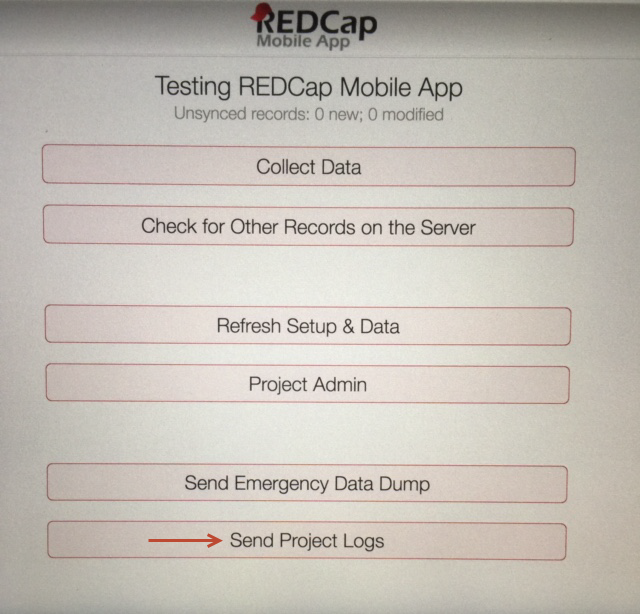 REDCap
Mobile App
Testing REDCap Mobile App
Unsynced records: 0 new; 0 modified
Collect Data
Check for Other Records on the Server
Refresh Setup & Data
Project Admin
Send Emergency Data Dump
Send Project Logs